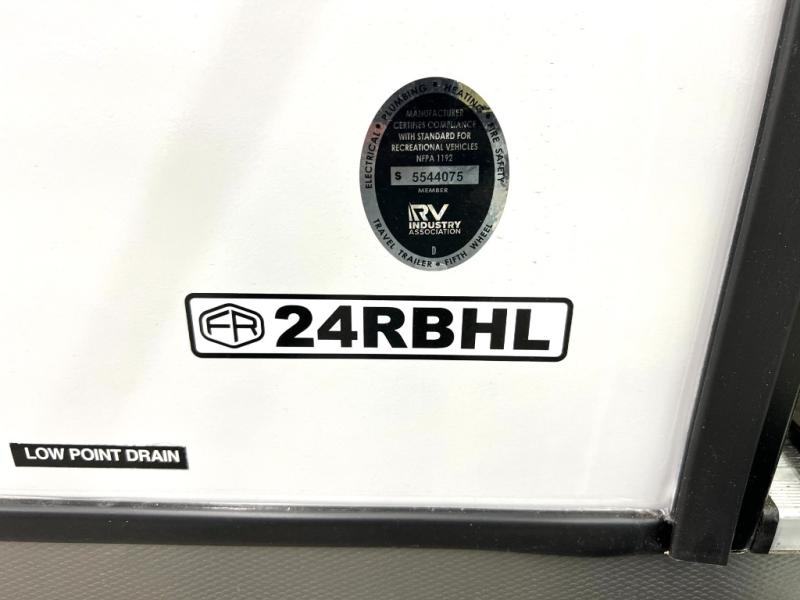 ELECTRICAL • PLUMBING • HEATING • FIRE SAFETY
MANUFACTURER
CERTIFIES COMPLIANCE
WITH STANDARD FOR
RECREATIONAL VEHICLES
NFPA 1192
S 5544075
MEMBER
RV
INDUSTRY
ASSOCIATION
D
TRAVEL TRAILER • FIFTH WHEEL
FR 24RBHL
LOW POINT DRAIN